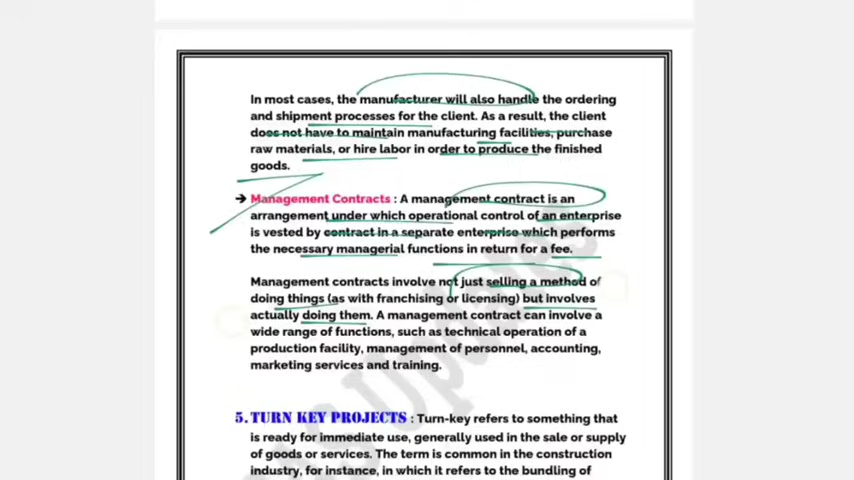 In most cases, the manufacturer will also handle the ordering
and shipment processes for the client. As a result, the client
does not have to maintain manufacturing facilities, purchase
raw materials, or hire labor in order to produce the finished
goods.
→ Management Contracts : A management contract is an
arrangement under which operational control of an enterprise
is vested by contract in a separate enterprise which performs
the necessary managerial functions in return for a fee.
Management contracts involve not just selling a method of
doing things (as with franchising or licensing) but involves
actually doing them. A management contract can involve a
wide range of functions, such as technical operation of a
production facility, management of personnel, accounting,
marketing services and training.
5. TURN KEY PROJECTS : Turn-key refers to something that
is ready for immediate use, generally used in the sale or supply
of goods or services. The term is common in the construction
industry, for instance, in which it refers to the bundling of